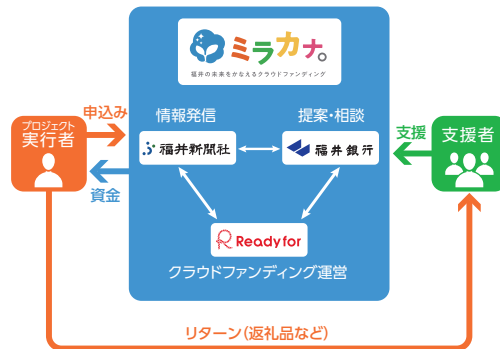 ミラカナ。
福井の未来をかなえるクラウドファンディング
申込み
情報発信
提案・相談
支援
プロジェクト
実行者
福井新聞社
福井銀行
支援者
資金
Readyfor
クラウドファンディング運営
リターン(返礼品など)